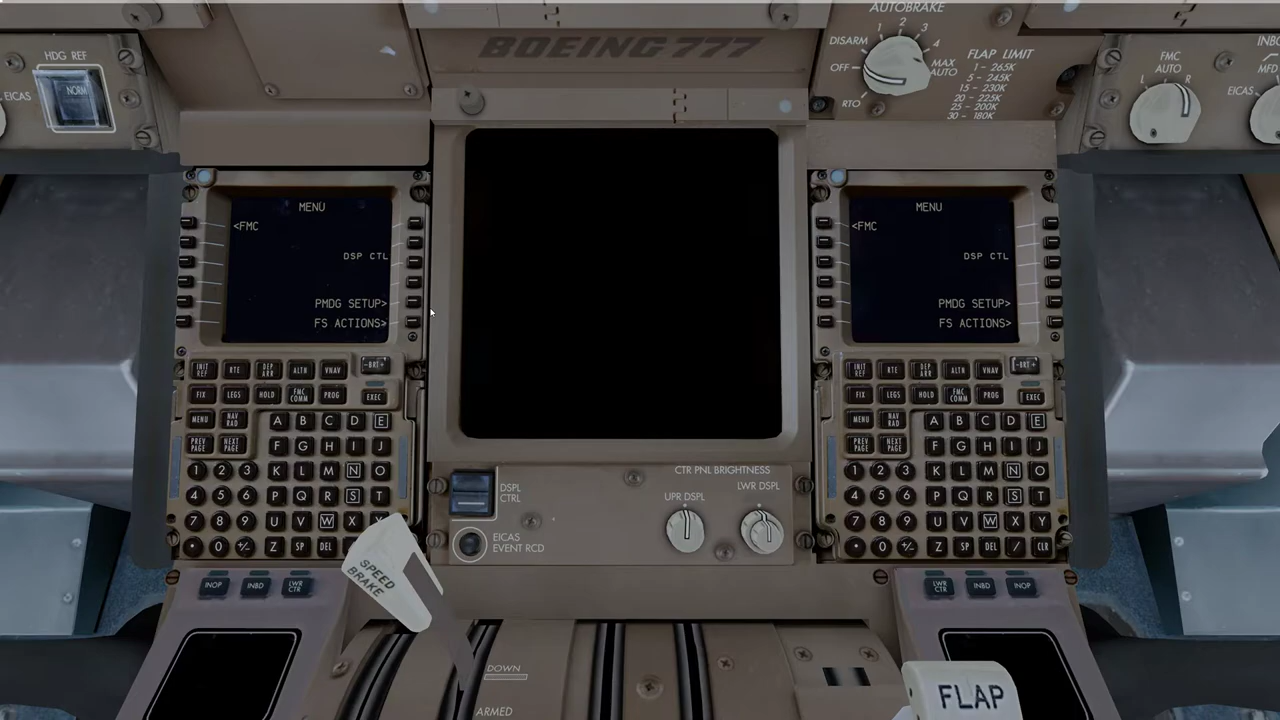 BOEING 777
AUTOBRAKE
DISARM 1 2 3 4
OFF MAX AUTO
RTO
FLAP LIMIT
1 - 265K
5 - 245K
15 - 230K
20 - 225K
25 - 200K
30 - 180K
HDG REF
NORM
EICAS
FMC
AUTO
L R
INBO
MFD
EICAS
MENU
<FMC
DSP CTL
PMDG SETUP>
FS ACTIONS>
INIT REF RTE DEP ARR ALTN VNAV -BRT+
FIX LEGS HOLD FMC COMM PROG EXEC
MENU NAV RAD A B C D E
PREV PAGE NEXT PAGE F G H I J
1 2 3 K L M N O
4 5 6 P Q R S T
7 8 9 U V W X Y
. 0 +/- Z SP DEL
MENU
<FMC
DSP CTL
PMDG SETUP>
FS ACTIONS>
INIT REF RTE DEP ARR ALTN VNAV -BRT+
FIX LEGS HOLD FMC COMM PROG EXEC
MENU NAV RAD A B C D E
PREV PAGE NEXT PAGE F G H I J
1 2 3 K L M N O
4 5 6 P Q R S T
7 8 9 U V W X Y
. 0 +/- Z SP DEL / CLR
DSPL
CTRL
EICAS
EVENT RCD
CTR PNL BRIGHTNESS
UPR DSPL
LWR DSPL
SPEED
BRAKE
INOP INBD LWR CTR
LWR CTR INBD INOP
DOWN
ARMED
FLAP